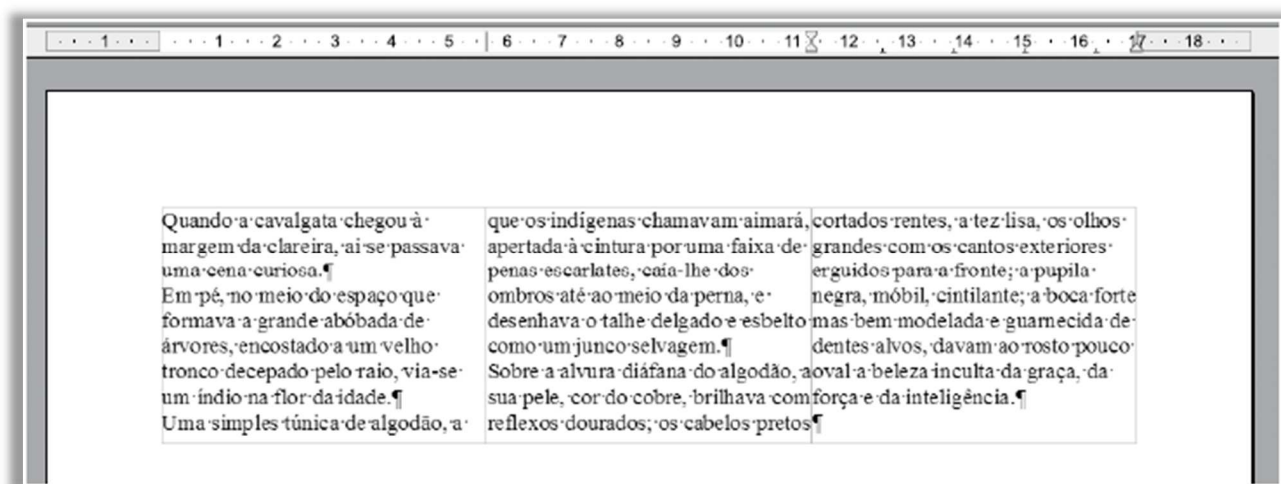 1 1 2 3 4 5 6 7 8 9 10 11 12 13 14 15 16 17 18
Quando·a·cavalgata·chegou·à·
margem·da·clareira,·aí·se·passava·
uma·cena·curiosa.¶
Em·pé,·no·meio·do·espaço·que·
formava·a·grande·abóbada·de·
árvores,·encostado·a·um·velho·
tronco·decepado·pelo·raio,·via-se·
um·índio·na·flor·da·idade.¶
Uma·simples·túnica·de·algodão,·a·
que·os·indígenas·chamavam·aimará,·
apertada·à·cintura·por·uma·faixa·de·
penas·escarlates,·caía-lhe·dos·
ombros·até·ao·meio·da·perna,·e·
desenhava·o·talhe·delgado·e·esbelto·
como·um·junco·selvagem.¶
Sobre·a·alvura·diáfana·do·algodão,·a·
sua·pele,·cor·do·cobre,·brilhava·com·
reflexos·dourados;·os·cabelos·pretos·
cortados·rentes,·a·tez·lisa,·os·olhos·
grandes·com·os·cantos·exteriores·
erguidos·para·a·fronte;·a·pupila·
negra,·móbil,·cintilante;·a·boca·forte·
mas·bem·modelada·e·guarnecida·de·
dentes·alvos,·davam·ao·rosto·pouco·
oval·a·beleza·inculta·da·graça,·da·
força·e·da·inteligência.¶
¶